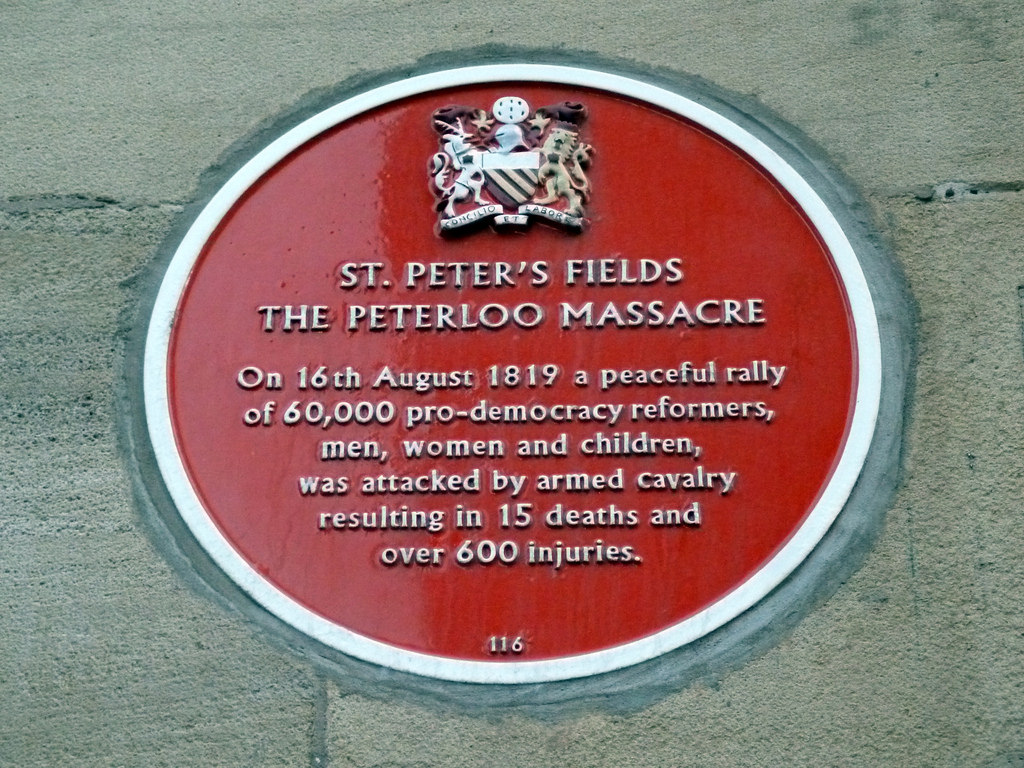 CONCILIO ET LABORE
ST. PETER'S FIELDS
THE PETERLOO MASSACRE
On 16th August 1819 a peaceful rally
of 60,000 pro-democracy reformers,
men, women and children,
was attacked by armed cavalry
resulting in 15 deaths and
over 600 injuries.
116